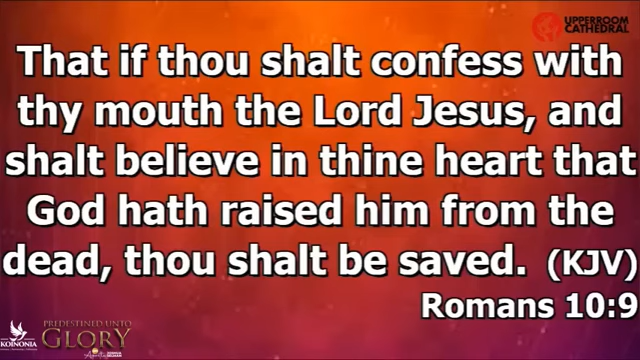 UPPERROOM
CATHEDRAL
That if thou shalt confess with
thy mouth the Lord Jesus, and
shalt believe in thine heart that
God hath raised him from the
dead, thou shalt be saved. (KJV)
Romans 10:9
KOINONIA
PREDESTINED UNTO
GLORY